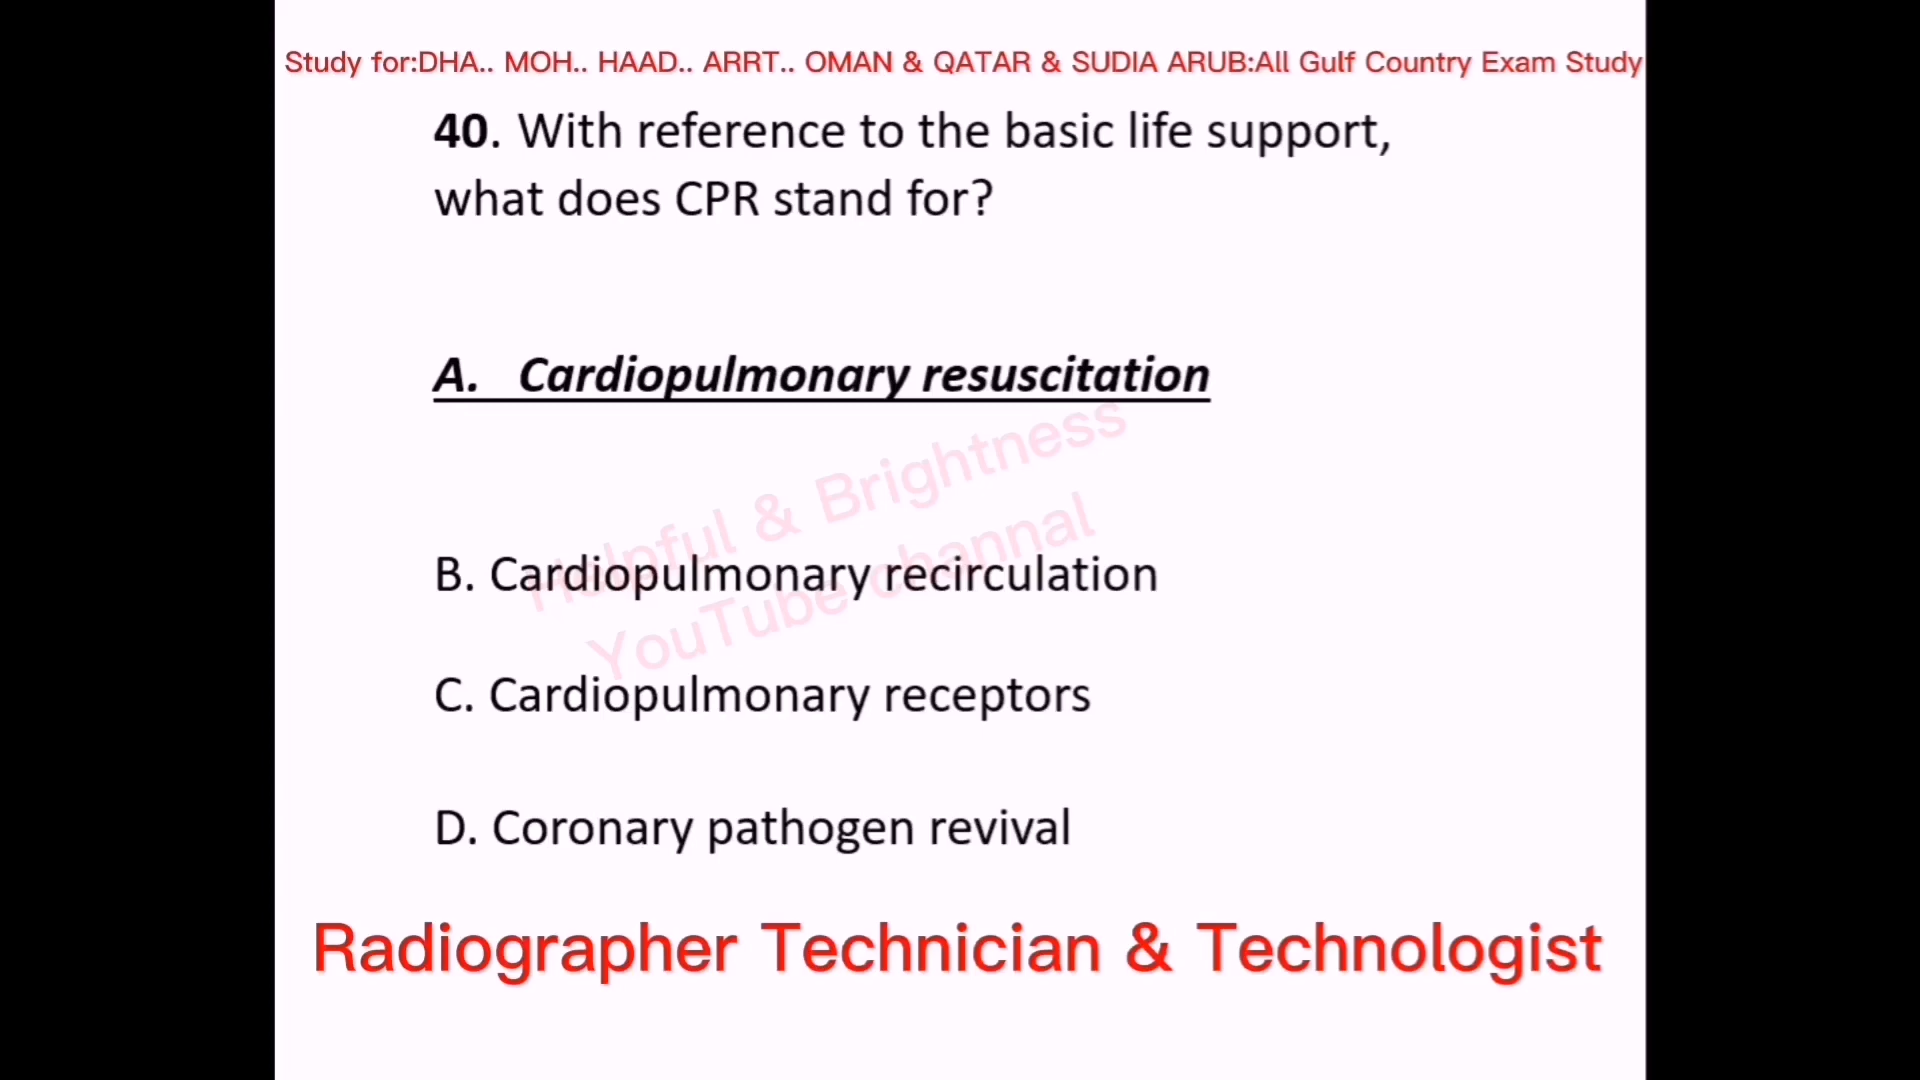 Study for:DHA.. MOH.. HAAD.. ARRT.. OMAN & QATAR & SUDIA ARUB:All Gulf Country Exam Study
40. With reference to the basic life support,
what does CPR stand for?
A. Cardiopulmonary resuscitation
Helpful & Brightness
YouTube channal
B. Cardiopulmonary recirculation
C. Cardiopulmonary receptors
D. Coronary pathogen revival
Radiographer Technician & Technologist